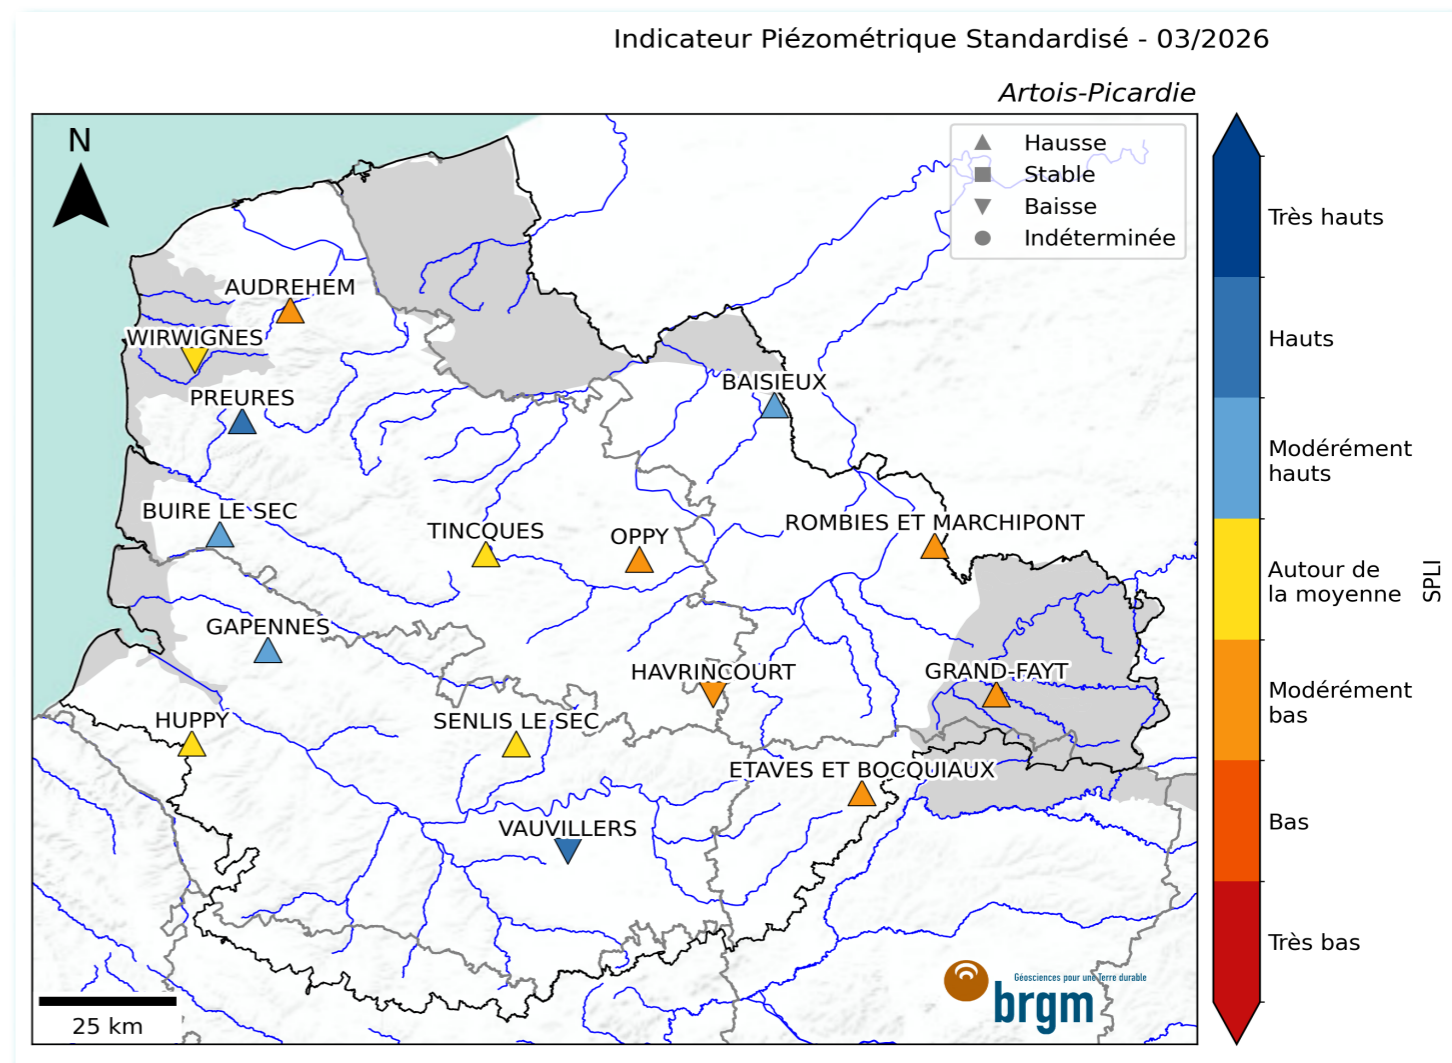 Indicateur Piézométrique Standardisé - 03/2026
Artois-Picardie
N
Hausse
Stable
Baisse
Indéterminée
AUDREHEM
WIRWIGNES
PREURES
BAISIEUX
BUIRE LE SEC
TINCQUES
OPPY
ROMBIES ET MARCHIPONT
GAPENNES
HAVRINCOURT
GRAND-FAYT
HUPPY
SENLIS LE SEC
ETAVES ET BOCQUIAUX
VAUVILLERS
25 km
Géosciences pour une Terre durable
brgm
Très hauts
Hauts
Modérément
hauts
Autour de
la moyenne
Modérément
bas
Bas
Très bas
SPLI